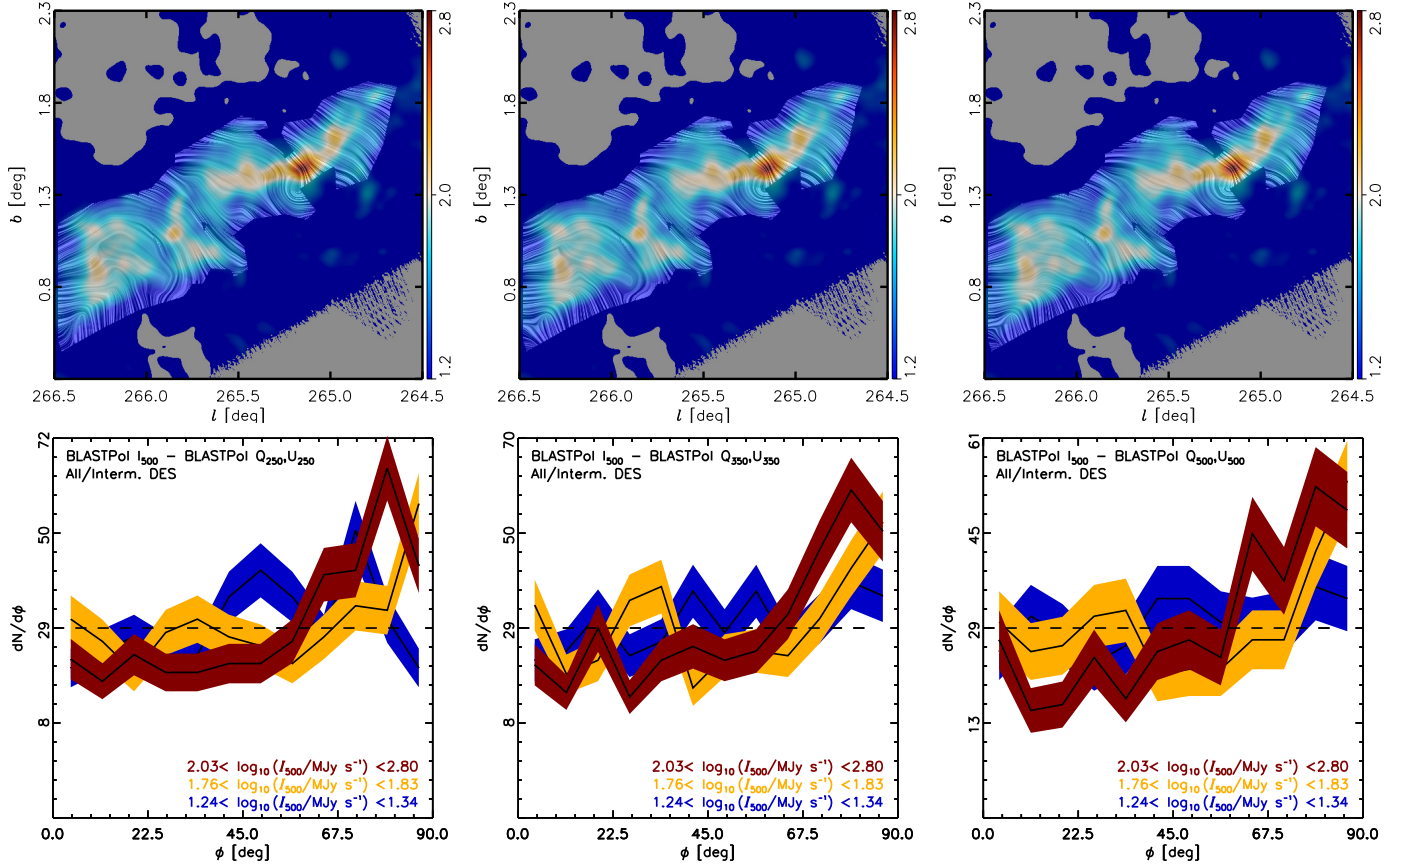 2.3
1.8
1.3
0.8
b [deg]
266.5 266.0 265.5 265.0 264.5
l [deg]
2.8
2.0
1.2
2.3
1.8
1.3
0.8
b [deg]
266.5 266.0 265.5 265.0 264.5
l [deg]
2.8
2.0
1.2
2.3
1.8
1.3
0.8
b [deg]
266.5 266.0 265.5 265.0 264.5
l [deg]
2.8
2.0
1.2
72
50
29
8
dN/dϕ
BLASTPol I500 – BLASTPol Q250,U250
All/Interm. DES
2.03< log10(I500/MJy s⁻¹) <2.80
1.76< log10(I500/MJy s⁻¹) <1.83
1.24< log10(I500/MJy s⁻¹) <1.34
0.0 22.5 45.0 67.5 90.0
ϕ [deg]
70
50
29
8
dN/dϕ
BLASTPol I500 – BLASTPol Q350,U350
All/Interm. DES
2.03< log10(I500/MJy s⁻¹) <2.80
1.76< log10(I500/MJy s⁻¹) <1.83
1.24< log10(I500/MJy s⁻¹) <1.34
0.0 22.5 45.0 67.5 90.0
ϕ [deg]
61
45
29
13
dN/dϕ
BLASTPol I500 – BLASTPol Q500,U500
All/Interm. DES
2.03< log10(I500/MJy s⁻¹) <2.80
1.76< log10(I500/MJy s⁻¹) <1.83
1.24< log10(I500/MJy s⁻¹) <1.34
0.0 22.5 45.0 67.5 90.0
ϕ [deg]